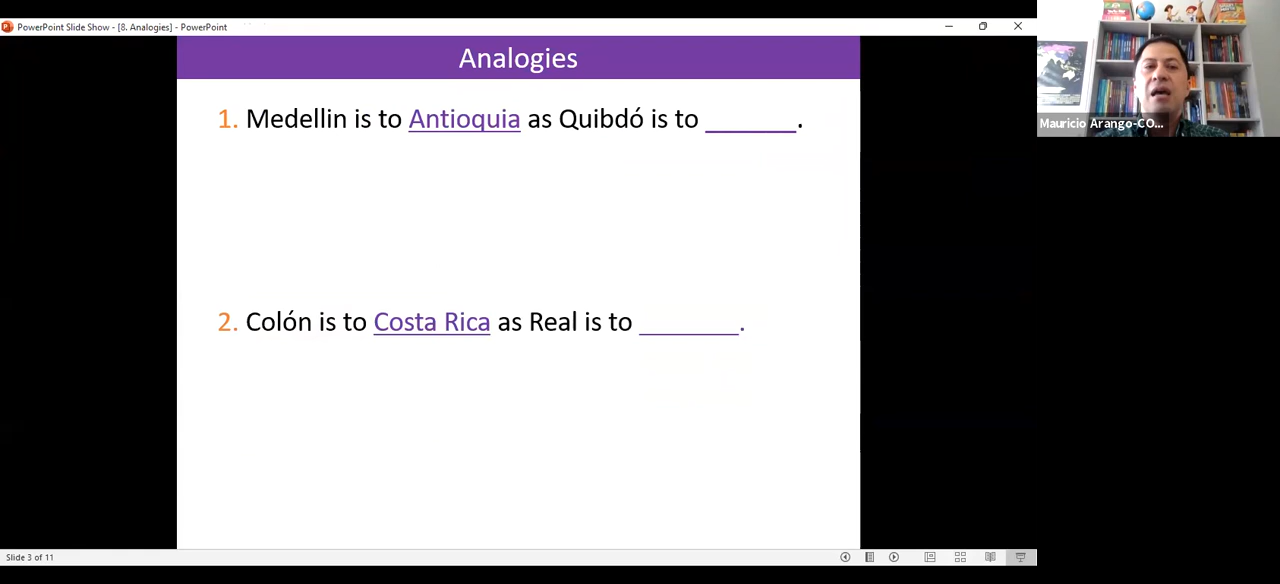 PowerPoint Slide Show - [8. Analogies] - PowerPoint
Analogies
1. Medellin is to Antioquia as Quibdó is to _______.
2. Colón is to Costa Rica as Real is to ________.
Mauricio Arango-CO...
Slide 3 of 11